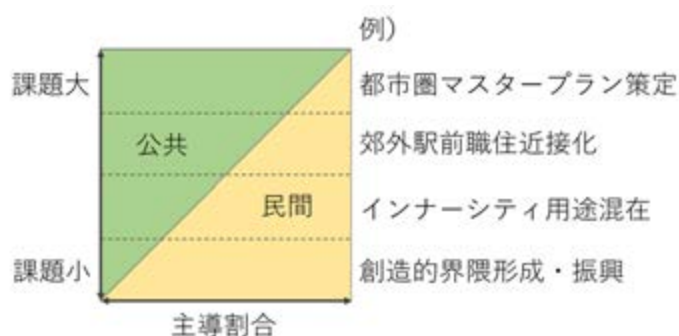 例）
課題大
都市圏マスタープラン策定
公共
郊外駅前職住近接化
民間
インナーシティ用途混在
課題小
創造的界隈形成・振興
主導割合